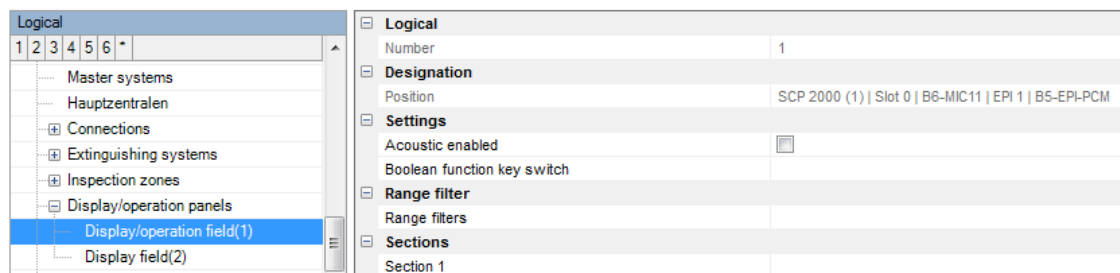 Logical
1 2 3 4 5 6 *
Master systems
Hauptzentralen
Connections
Extinguishing systems
Inspection zones
Display/operation panels
Display/operation field(1)
Display field(2)
Logical
Number 1
Designation
Position SCP 2000 (1) | Slot 0 | B6-MIC11 | EPI 1 | B5-EPI-PCM
Settings
Acoustic enabled
Boolean function key switch
Range filter
Range filters
Sections
Section 1